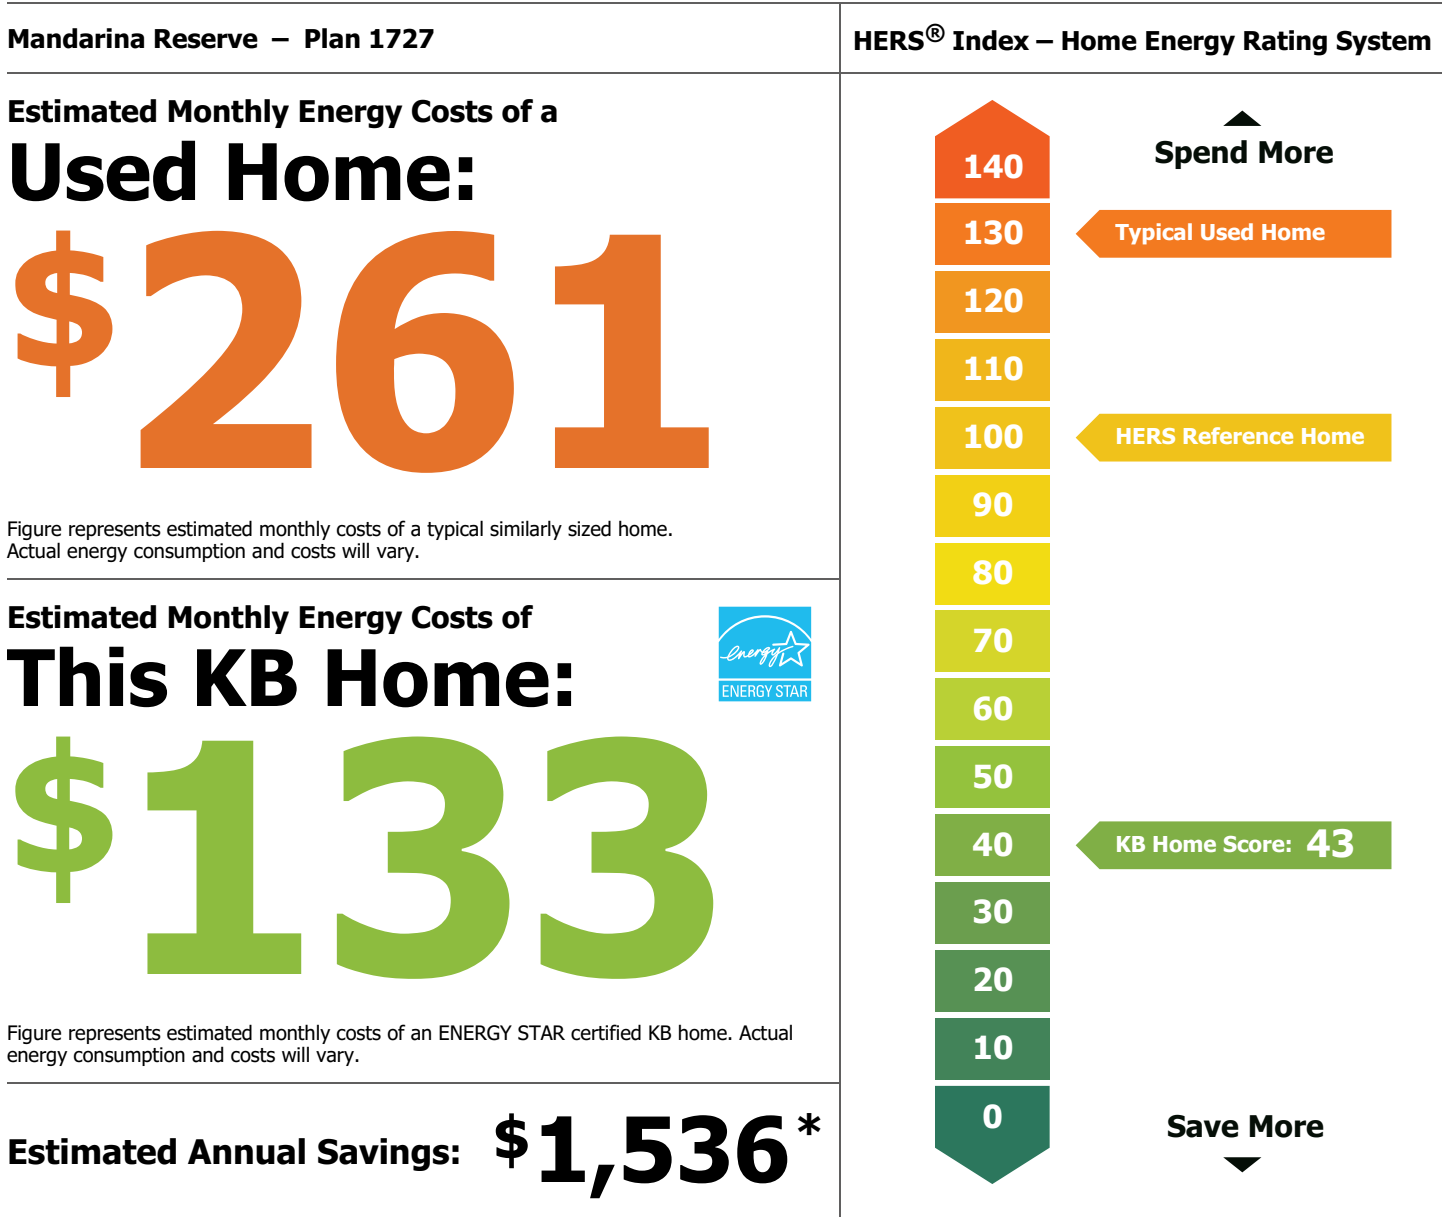 Mandarina Reserve – Plan 1727
HERS® Index – Home Energy Rating System
Estimated Monthly Energy Costs of a
Used Home:
$261
Figure represents estimated monthly costs of a typical similarly sized home.
Actual energy consumption and costs will vary.
Estimated Monthly Energy Costs of
This KB Home:
energy
ENERGY STAR
$133
Figure represents estimated monthly costs of an ENERGY STAR certified KB home. Actual
energy consumption and costs will vary.
Estimated Annual Savings: $1,536*
Spend More
140
130 Typical Used Home
120
110
100 HERS Reference Home
90
80
70
60
50
40 KB Home Score: 43
30
20
10
0
Save More